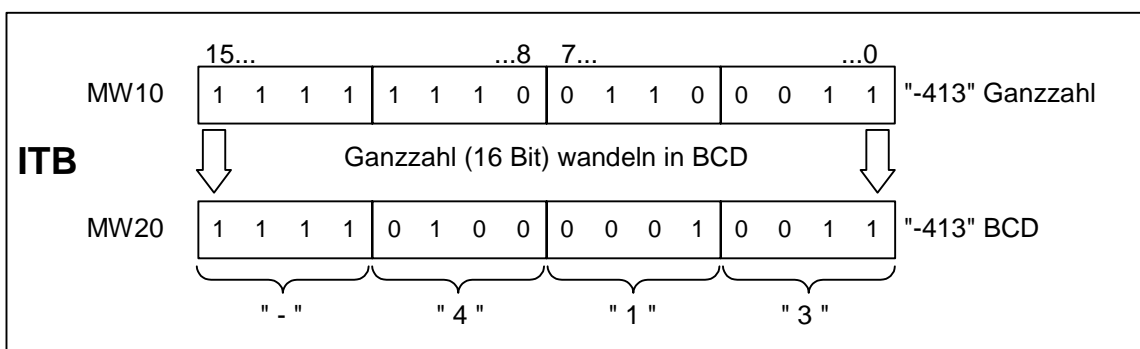 15... ...8 7... ...0
MW10 1 1 1 1 1 1 1 0 0 1 1 0 0 0 1 1 "-413" Ganzzahl
ITB Ganzzahl (16 Bit) wandeln in BCD
MW20 1 1 1 1 0 1 0 0 0 0 0 1 0 0 1 1 "-413" BCD
" - " " 4 " " 1 " " 3 "